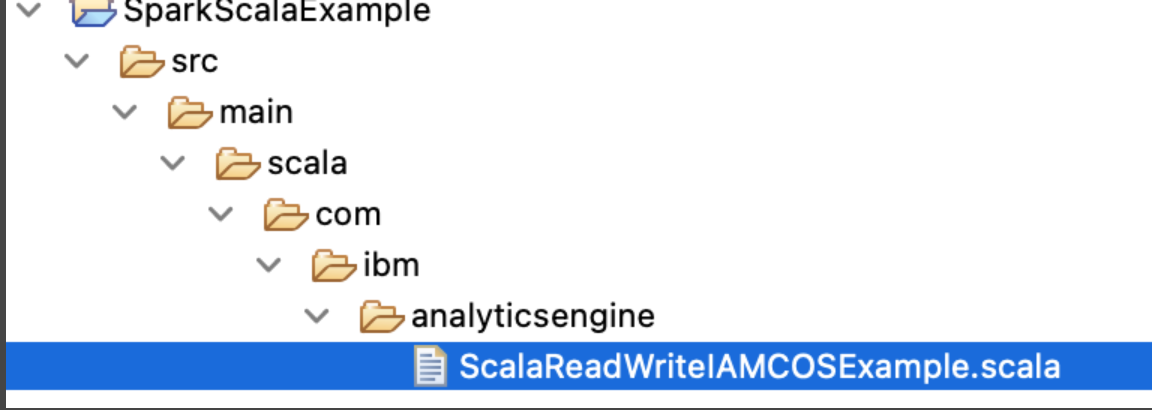 SparkScalaExample
src
main
scala
com
ibm
analyticsengine
ScalaReadWriteIAMCOSExample.scala